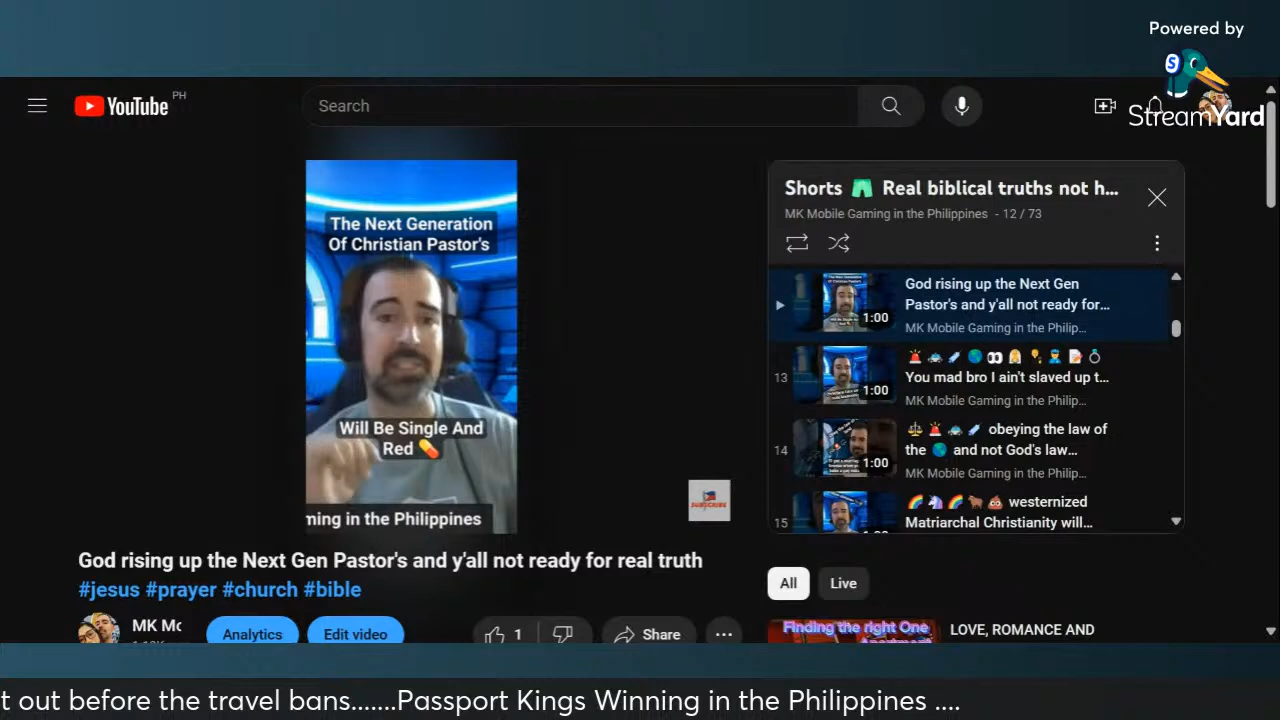 Powered by
StreamYard
YouTube PH
Search
The Next Generation
Of Christian Pastor's
Will Be Single And
Red 💊
ming in the Philippines
SUBSCRIBE
Shorts 🩳 Real biblical truths not h...
MK Mobile Gaming in the Philippines - 12 / 73
God rising up the Next Gen
Pastor's and y'all not ready for...
MK Mobile Gaming in the Philip...
1:00
13
You mad bro I ain't slaved up t...
MK Mobile Gaming in the Philip...
1:00
14
obeying the law of
the 🌎 and not God's law...
MK Mobile Gaming in the Philip...
1:00
15
🌈 🦄 🌈 🐂 💩 westernized
Matriarchal Christianity will...
God rising up the Next Gen Pastor's and y'all not ready for real truth
#jesus #prayer #church #bible
MK Mc
Analytics
Edit video
1
Share
All
Live
Finding the right One
LOVE, ROMANCE AND
t out before the travel bans.......Passport Kings Winning in the Philippines ....